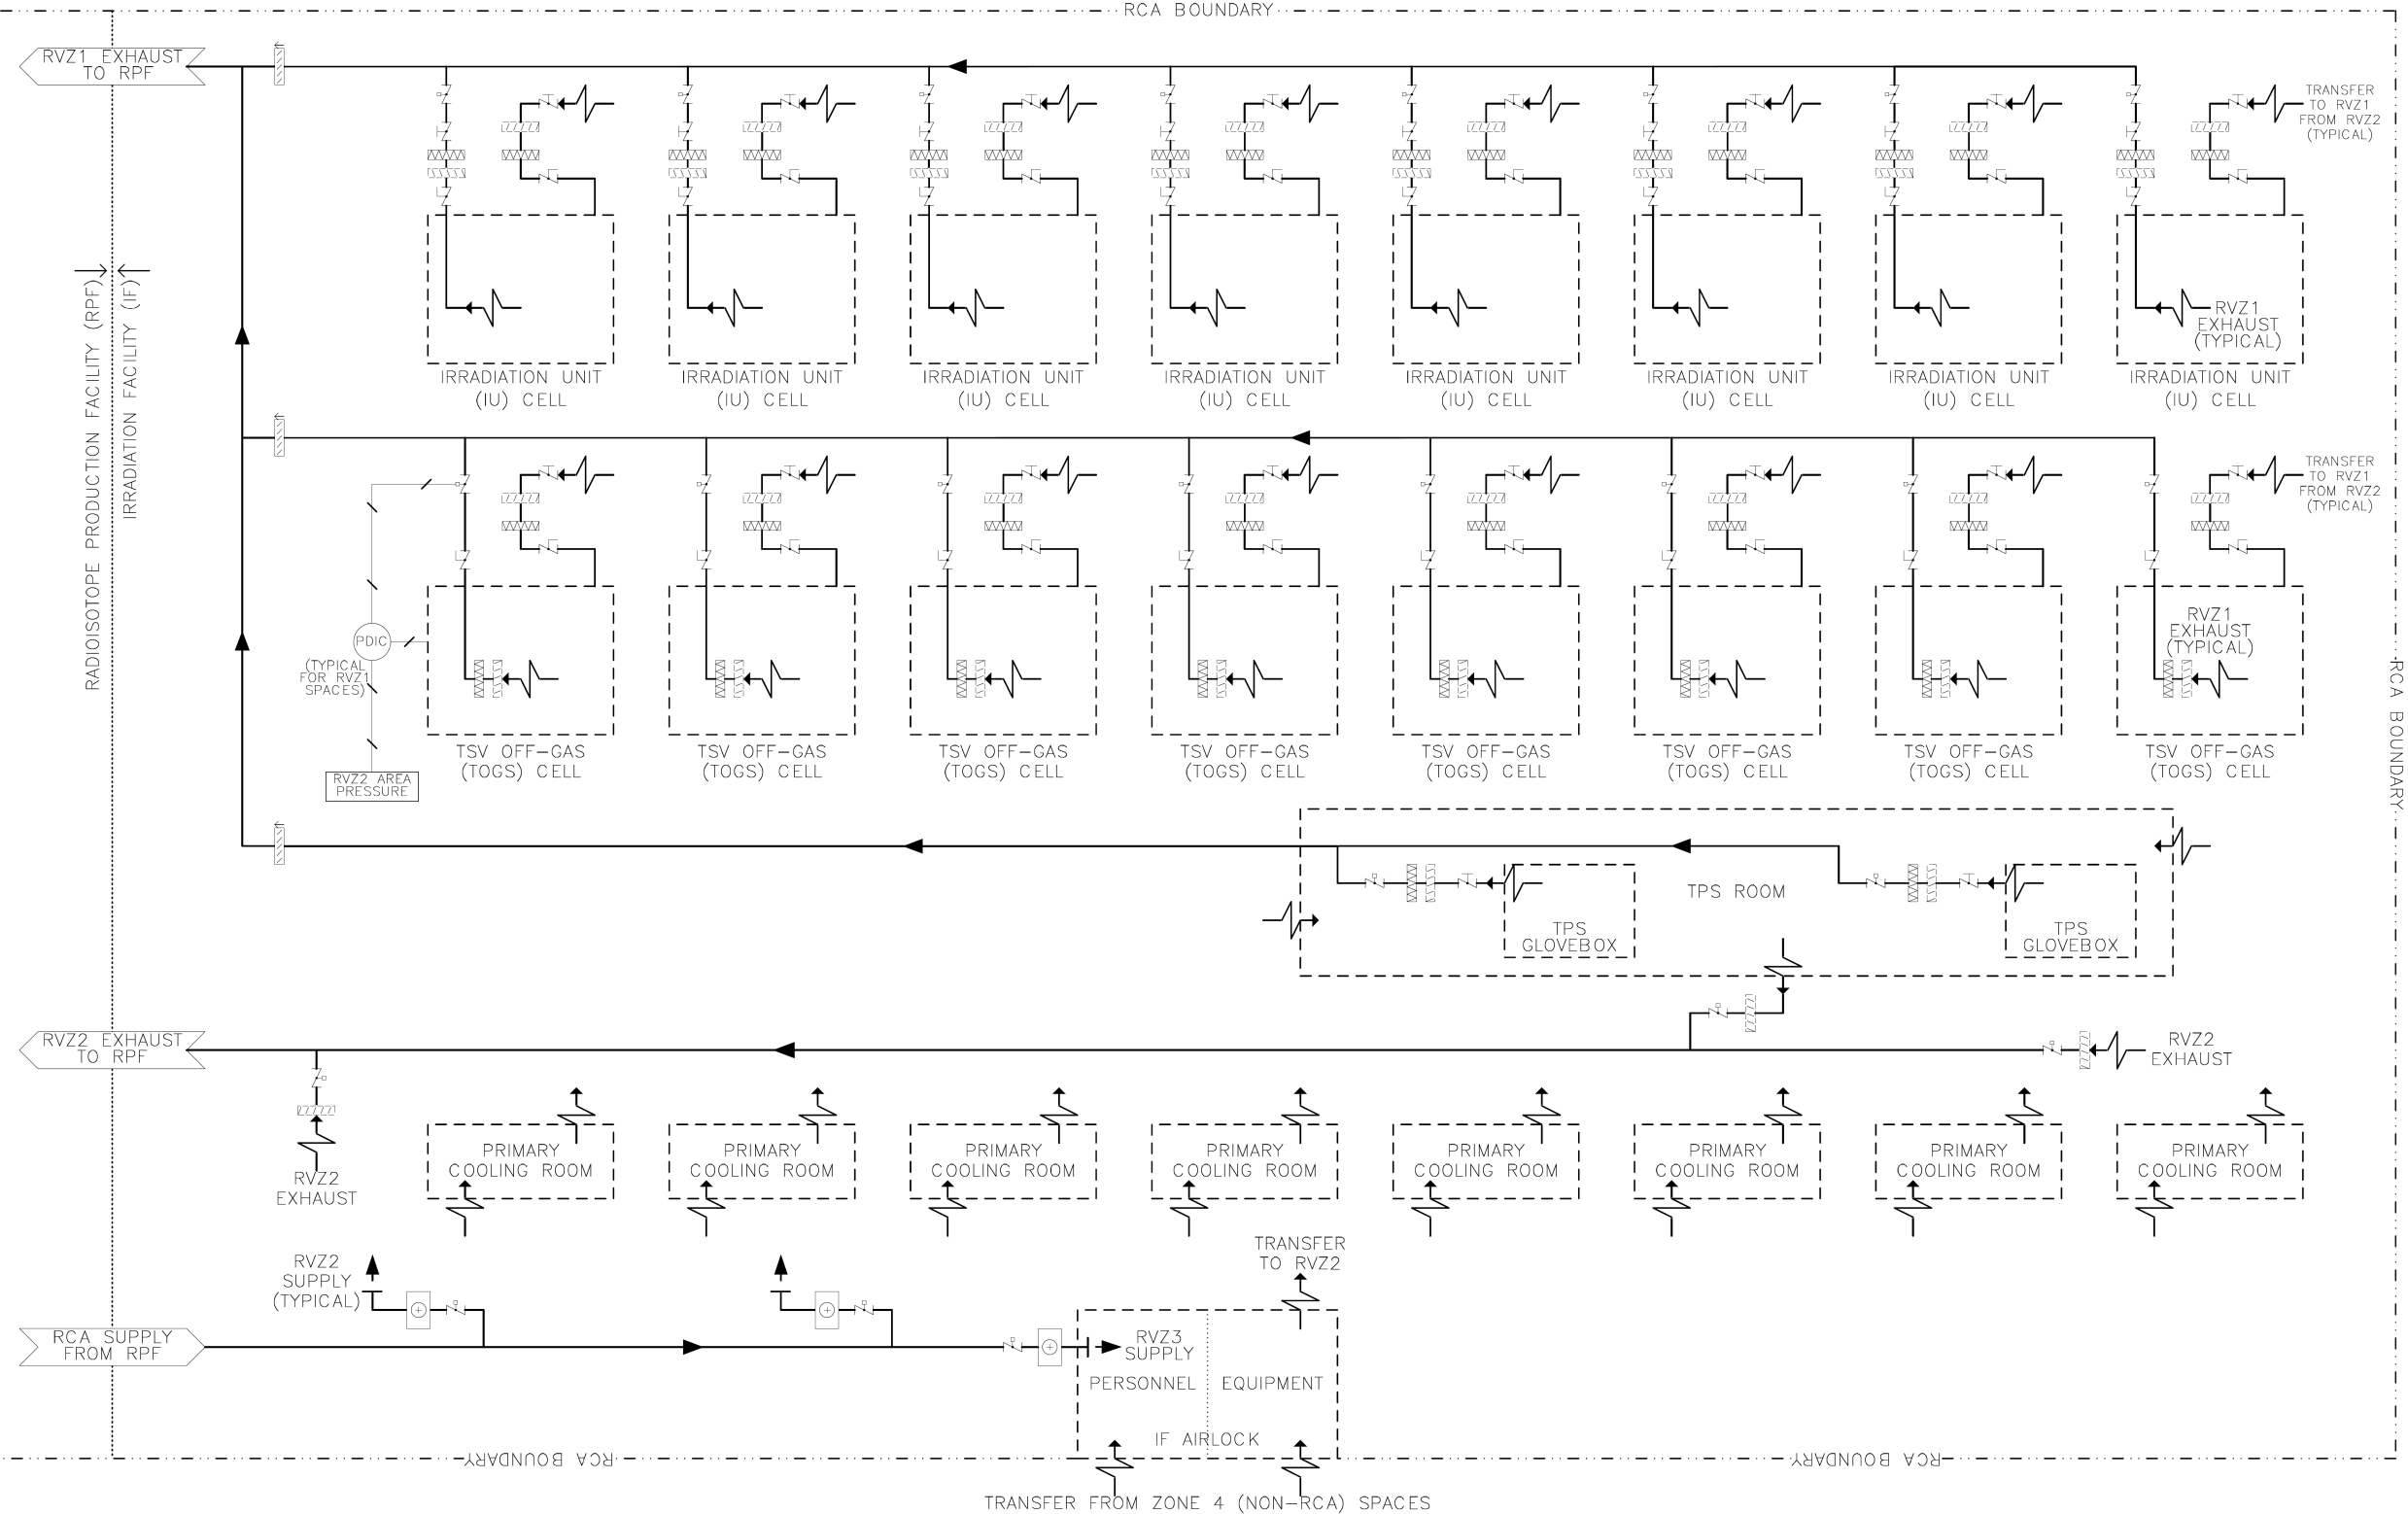 RCA BOUNDARY
RVZ1 EXHAUST
TO RPF
TRANSFER
TO RVZ1
FROM RVZ2
(TYPICAL)
RADIOISOTOPE PRODUCTION FACILITY (RPF)
IRRADIATION FACILITY (IF)
RVZ1
EXHAUST
(TYPICAL)
IRRADIATION UNIT
(IU) CELL
IRRADIATION UNIT
(IU) CELL
IRRADIATION UNIT
(IU) CELL
IRRADIATION UNIT
(IU) CELL
IRRADIATION UNIT
(IU) CELL
IRRADIATION UNIT
(IU) CELL
IRRADIATION UNIT
(IU) CELL
IRRADIATION UNIT
(IU) CELL
TRANSFER
TO RVZ1
FROM RVZ2
(TYPICAL)
PDIC
(TYPICAL
FOR RVZ1
SPACES)
RVZ1
EXHAUST
(TYPICAL)
RCA BOUNDARY
RVZ2 AREA
PRESSURE
TSV OFF-GAS
(TOGS) CELL
TSV OFF-GAS
(TOGS) CELL
TSV OFF-GAS
(TOGS) CELL
TSV OFF-GAS
(TOGS) CELL
TSV OFF-GAS
(TOGS) CELL
TSV OFF-GAS
(TOGS) CELL
TSV OFF-GAS
(TOGS) CELL
TSV OFF-GAS
(TOGS) CELL
TPS ROOM
TPS
GLOVEBOX
TPS
GLOVEBOX
RVZ2 EXHAUST
TO RPF
RVZ2
EXHAUST
RVZ2
EXHAUST
PRIMARY
COOLING ROOM
PRIMARY
COOLING ROOM
PRIMARY
COOLING ROOM
PRIMARY
COOLING ROOM
PRIMARY
COOLING ROOM
PRIMARY
COOLING ROOM
PRIMARY
COOLING ROOM
PRIMARY
COOLING ROOM
RVZ2
SUPPLY
(TYPICAL)
TRANSFER
TO RVZ2
RCA SUPPLY
FROM RPF
RVZ3
SUPPLY
PERSONNEL
EQUIPMENT
IF AIRLOCK
RCA BOUNDARY
RCA BOUNDARY
TRANSFER FROM ZONE 4 (NON-RCA) SPACES